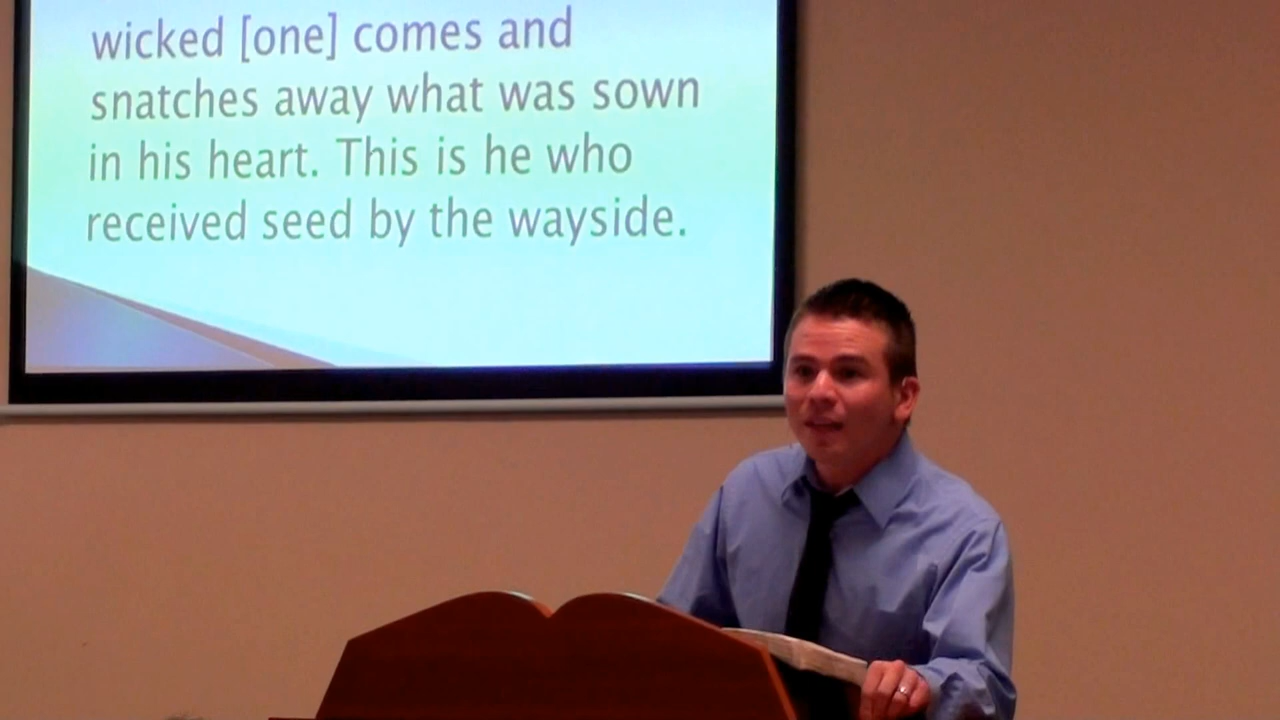 wicked [one] comes and
snatches away what was sown
in his heart. This is he who
received seed by the wayside.